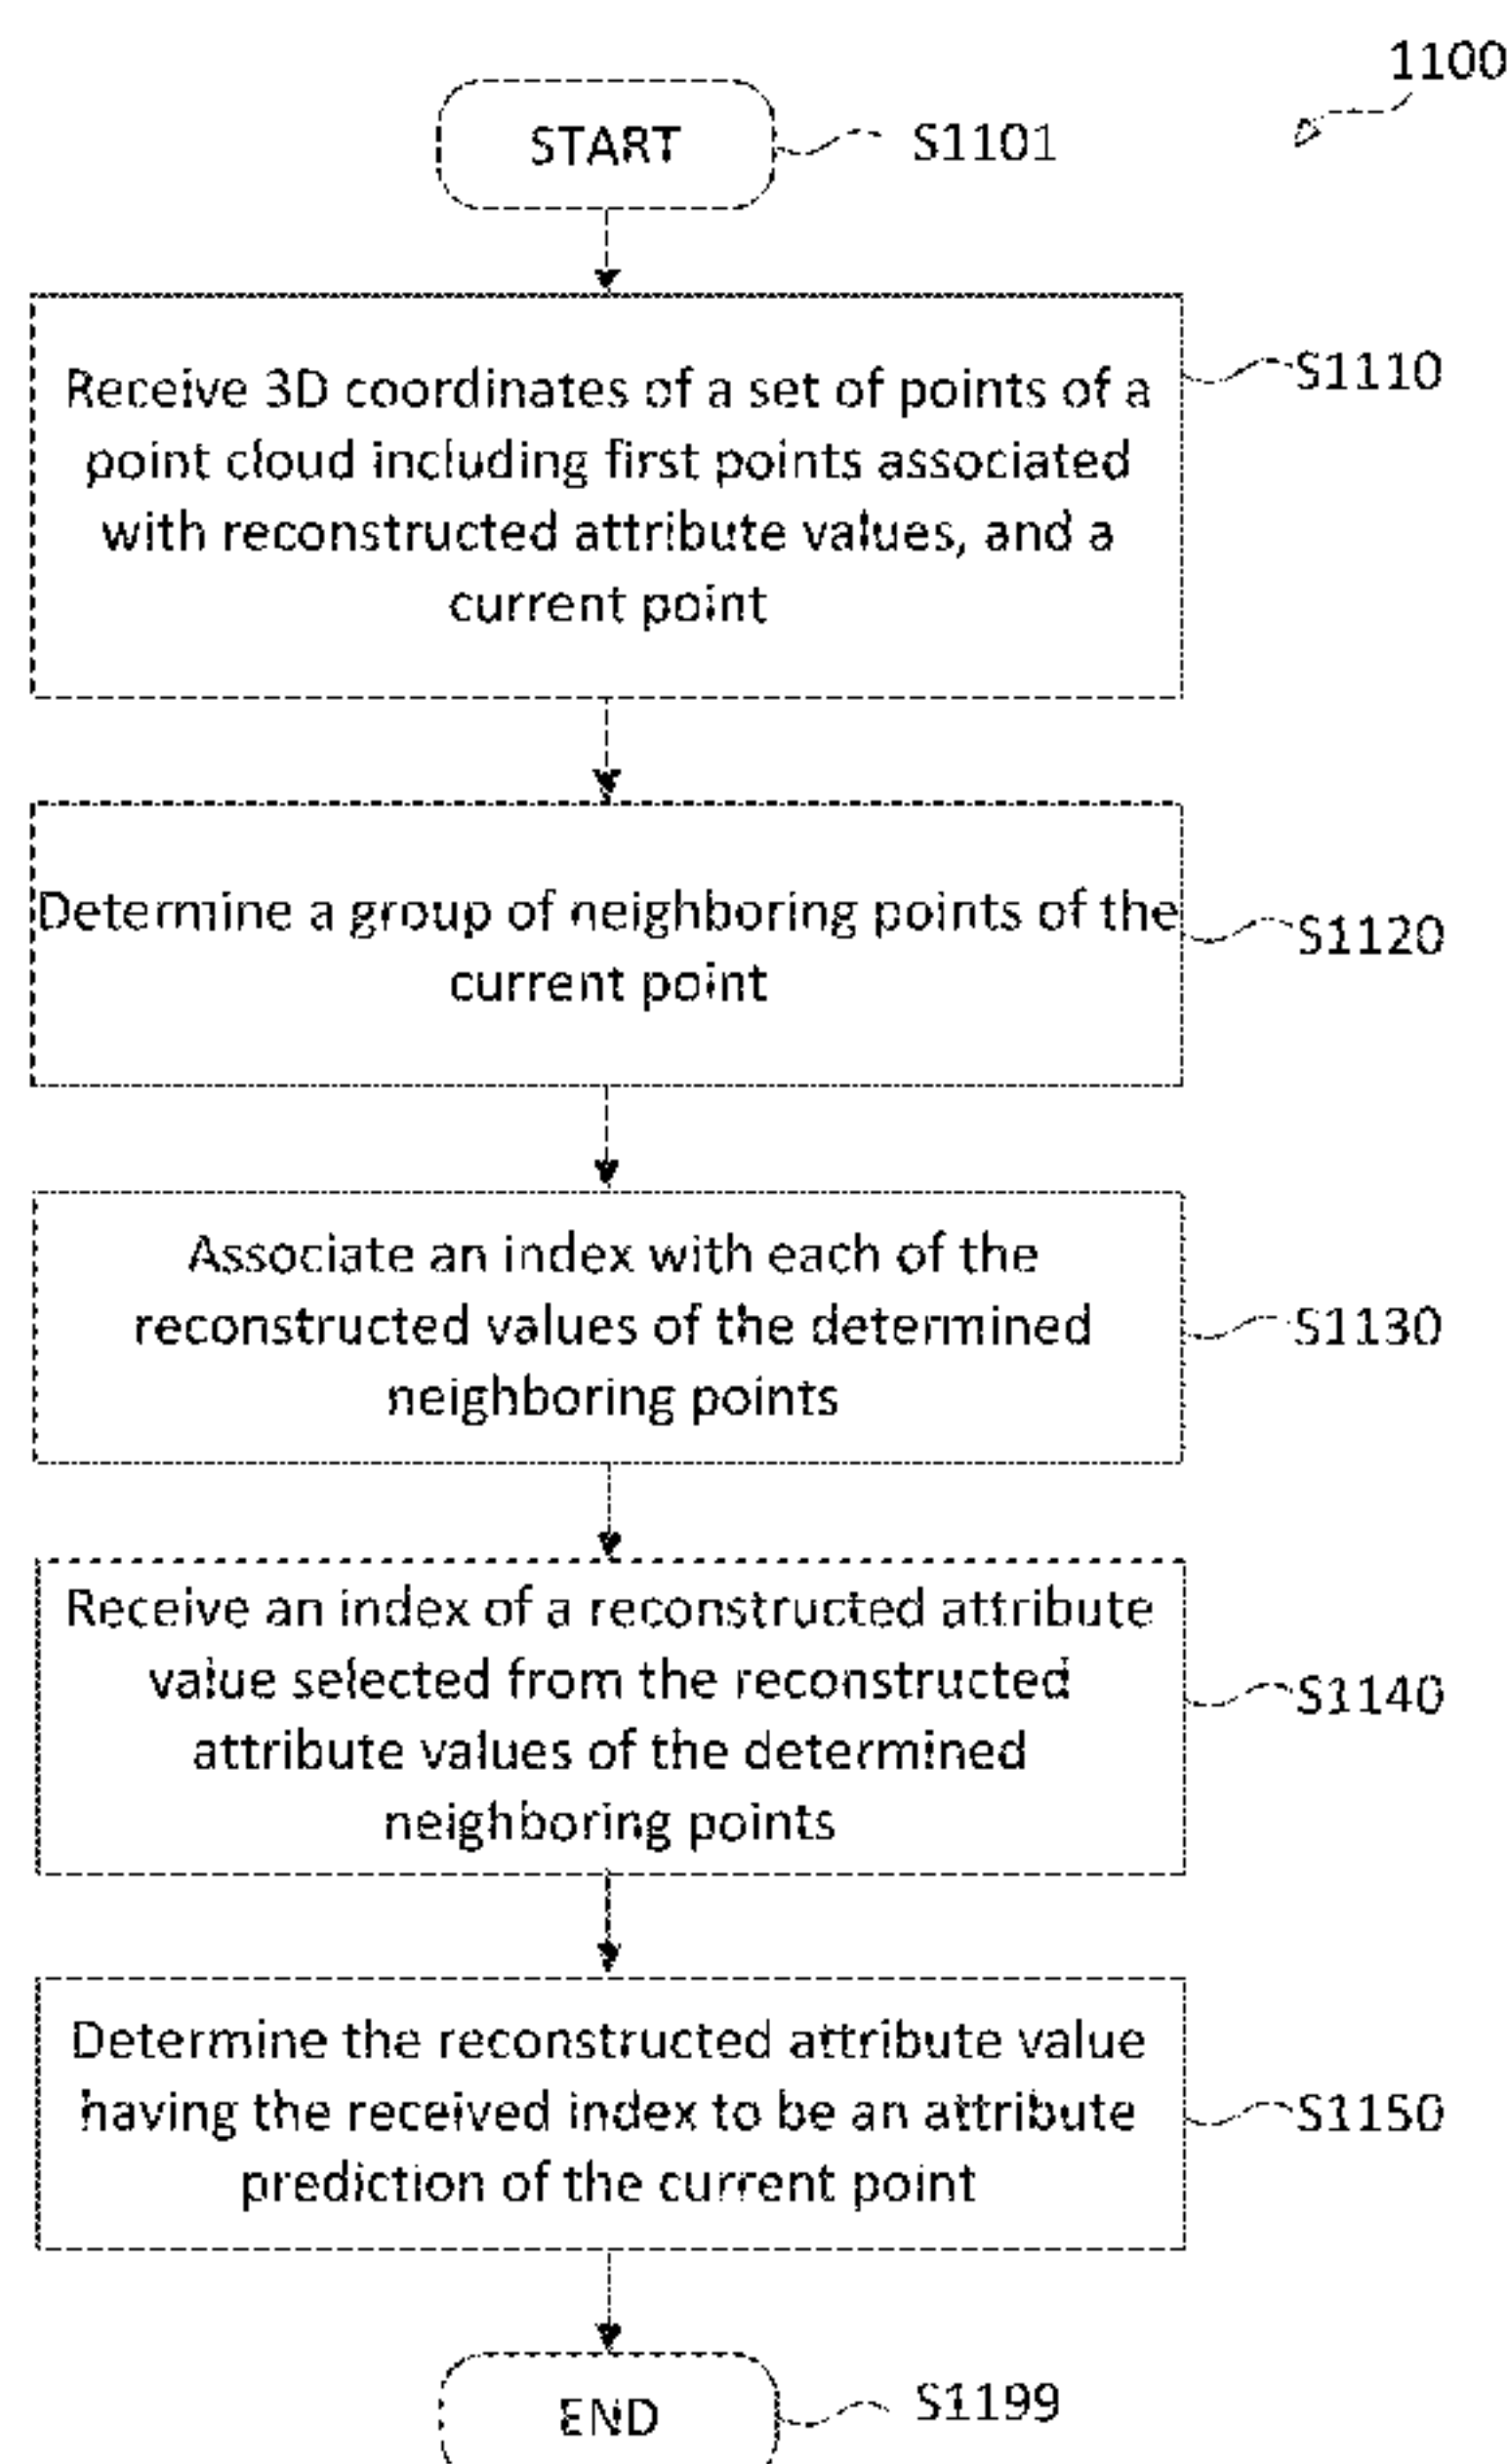 1100
START
S1101
Receive 3D coordinates of a set of points of a
point cloud including first points associated
with reconstructed attribute values, and a
current point
S1110
Determine a group of neighboring points of the
current point
S1120
Associate an index with each of the
reconstructed values of the determined
neighboring points
S1130
Receive an index of a reconstructed attribute
value selected from the reconstructed
attribute values of the determined
neighboring points
S1140
Determine the reconstructed attribute value
having the received index to be an attribute
prediction of the current point
S1150
END
S1199